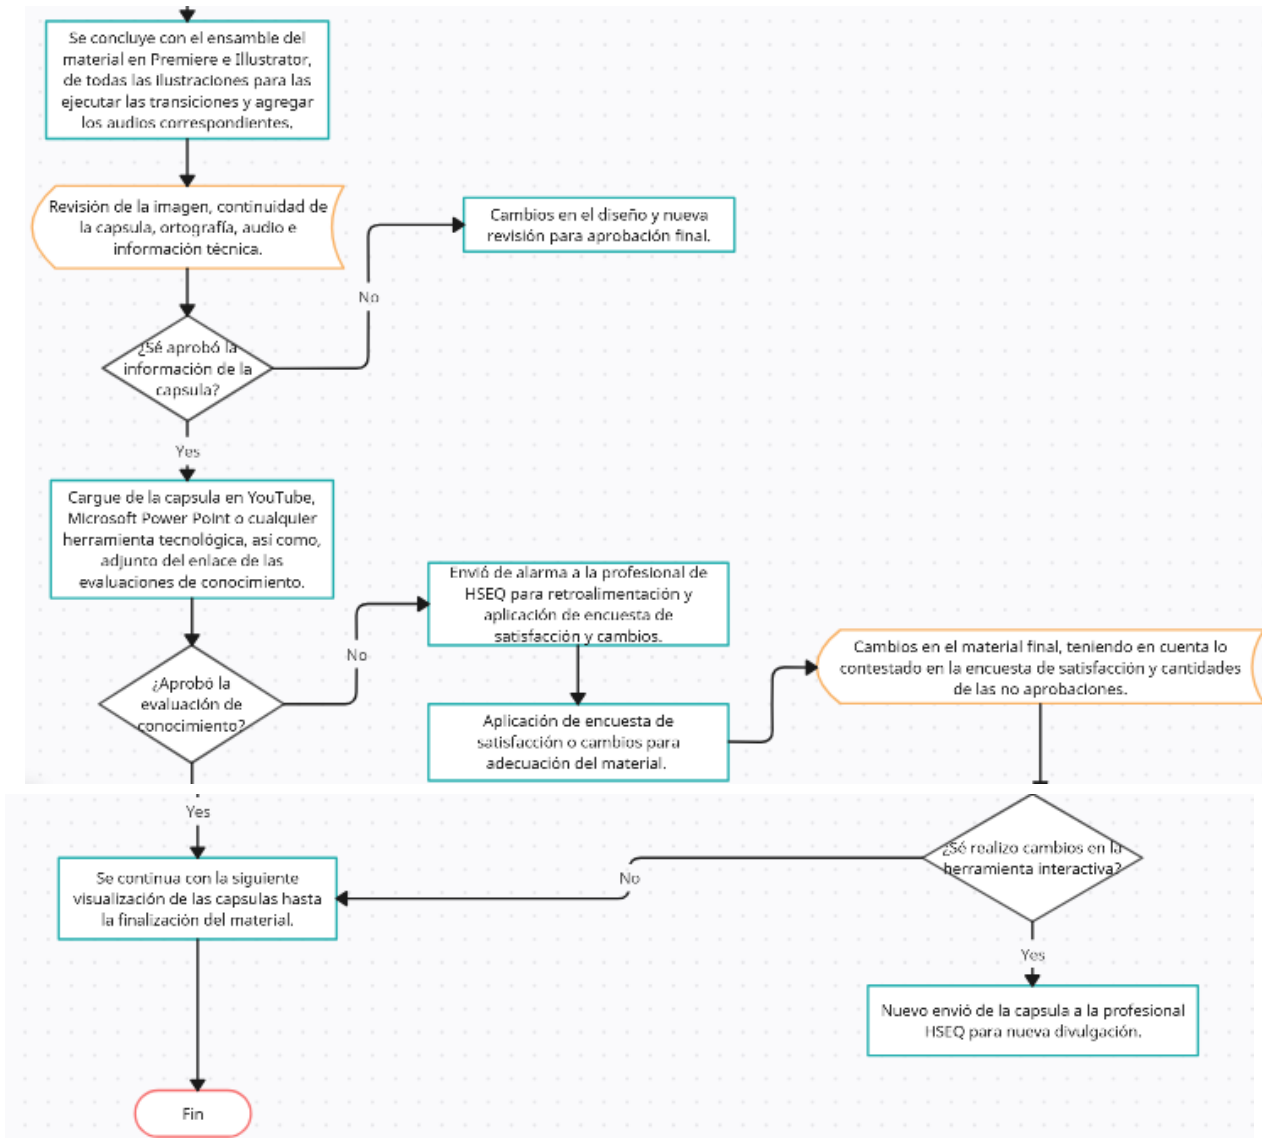 Se concluye con el ensamble del
material en Premiere e Illustrator,
de todas las ilustraciones para las
ejecutar las transiciones y agregar
los audios correspondientes.
Revisión de la imagen, continuidad de
la capsula, ortografía, audio e
información técnica.
Cambios en el diseño y nueva
revisión para aprobación final.
No
¿Sé aprobó la
información de la
capsula?
Yes
Cargue de la capsula en YouTube,
Microsoft Power Point o cualquier
herramienta tecnológica, asi como,
adjunto del enlace de las
evaluaciones de conocimiento.
Envió de alarma a la profesional de
HSEQ para retroalimentación y
aplicación de encuesta de
satisfacción y cambios.
No
¿Aprobó la
evaluación de
conocimiento?
Aplicación de encuesta de
satisfacción o cambios para
adecuación del material.
Cambios en el material final, teniendo en cuenta lo
contestado en la encuesta de satisfacción y cantidades
de las no aprobaciones.
Yes
¿Sé realizo cambios en la
herramienta interactiva?
No
Se continua con la siguiente
visualización de las capsulas hasta
la finalización del material.
Yes
Nuevo envió de la capsula a la profesional
HSEQ para nueva divulgación.
Fin